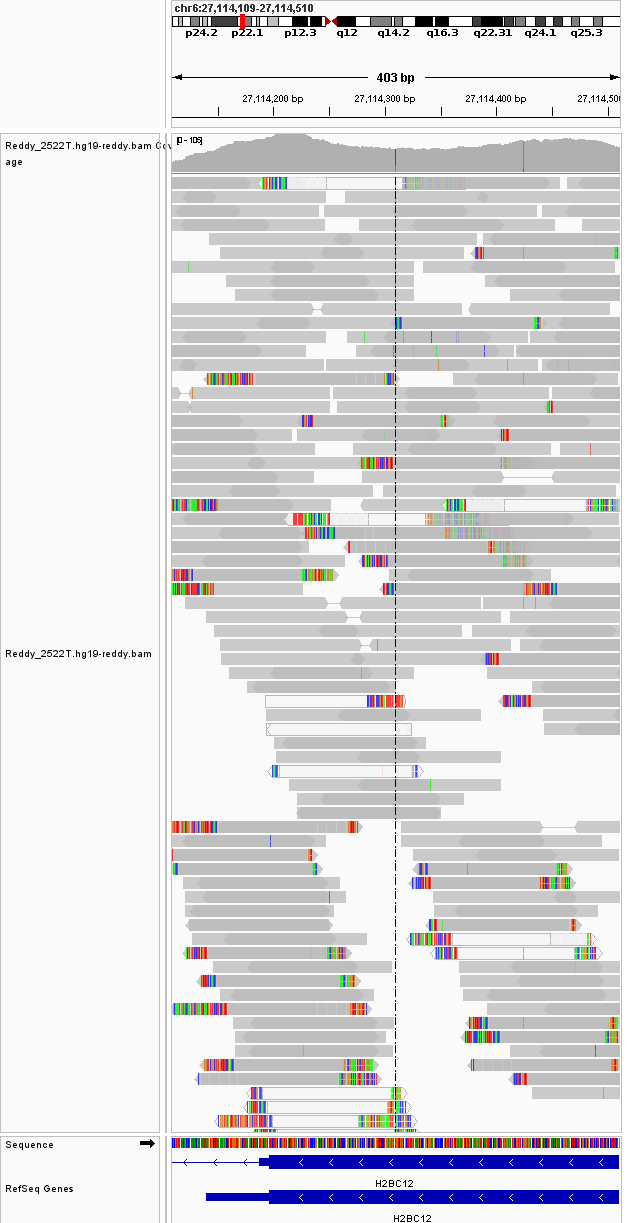 chr6:27,114,109-27,114,510
p24.2 p22.1 p12.3 q12 q14.2 q16.3 q22.31 q24.1 q25.3
403 bp
27,114,200 bp 27,114,300 bp 27,114,400 bp 27,114,500
Reddy_2522T.hg19-reddy.bam Cov
age
[0 - 105]
Reddy_2522T.hg19-reddy.bam
Sequence
H2BC12
RefSeq Genes
H2BC12